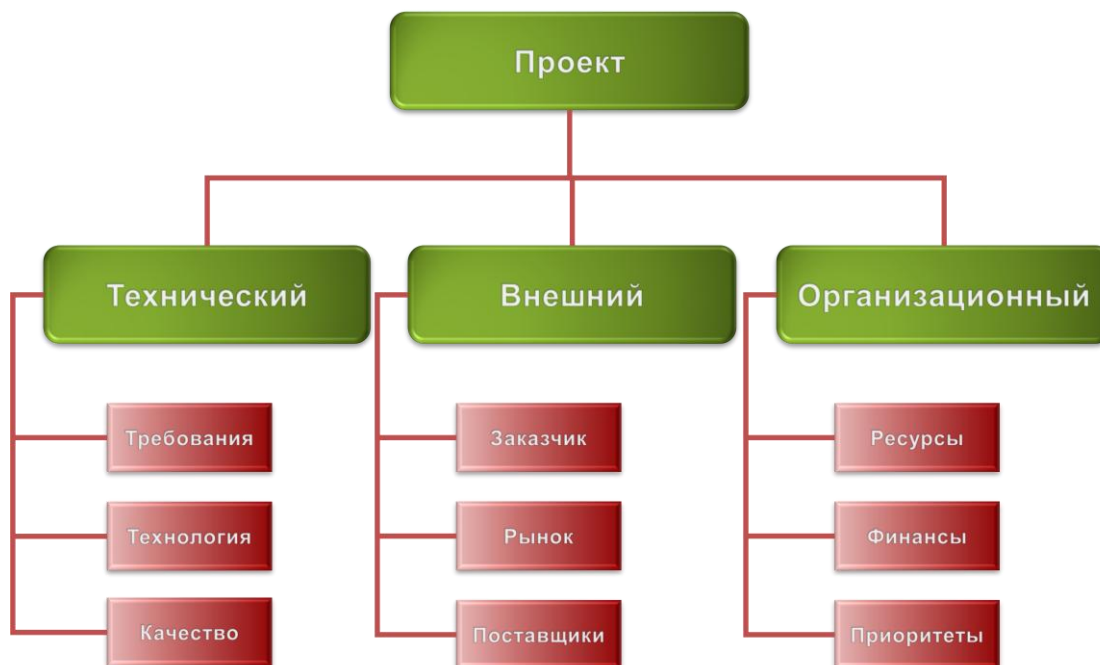 Проект
Технический
Внешний
Организационный
Требования
Заказчик
Ресурсы
Технология
Рынок
Финансы
Качество
Поставщики
Приоритеты